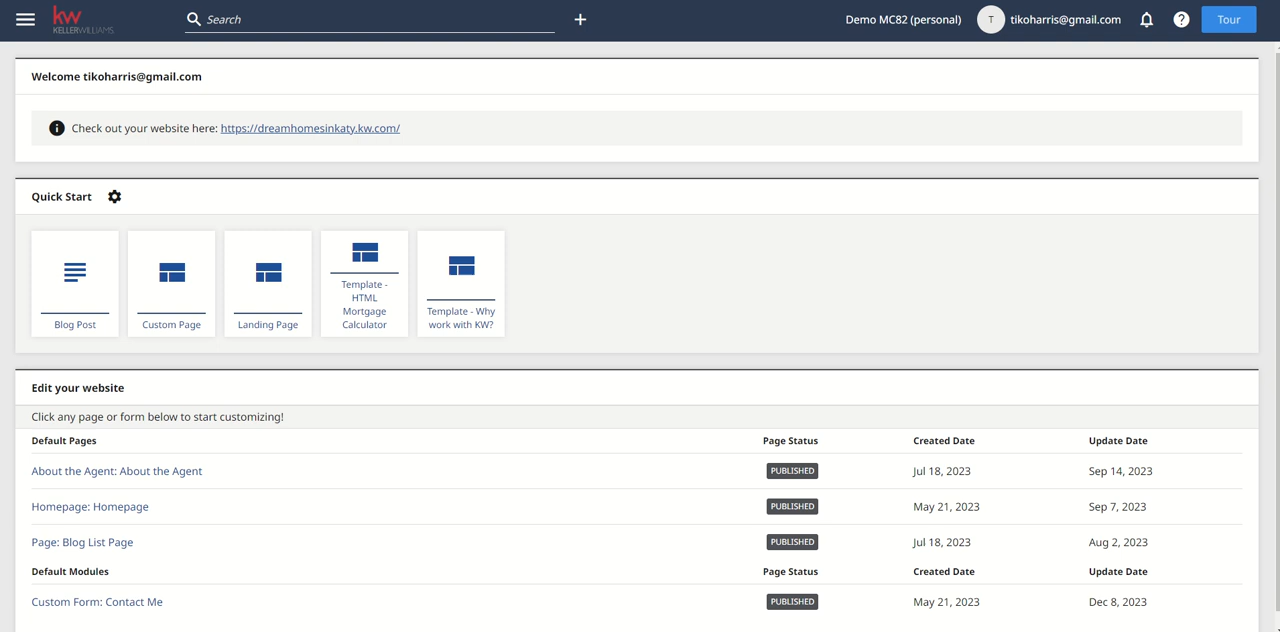 kw
KELLERWILLIAMS.
Search
+
Demo MC82 (personal)
T
tikoharris@gmail.com
?
Tour
Welcome tikoharris@gmail.com
Check out your website here: https://dreamhomesinkaty.kw.com/
Quick Start
Blog Post
Custom Page
Landing Page
Template -
HTML
Mortgage
Calculator
Template - Why
work with KW?
Edit your website
Click any page or form below to start customizing!
Default Pages Page Status Created Date Update Date
About the Agent: About the Agent PUBLISHED Jul 18, 2023 Sep 14, 2023
Homepage: Homepage PUBLISHED May 21, 2023 Sep 7, 2023
Page: Blog List Page PUBLISHED Jul 18, 2023 Aug 2, 2023
Default Modules Page Status Created Date Update Date
Custom Form: Contact Me PUBLISHED May 21, 2023 Dec 8, 2023